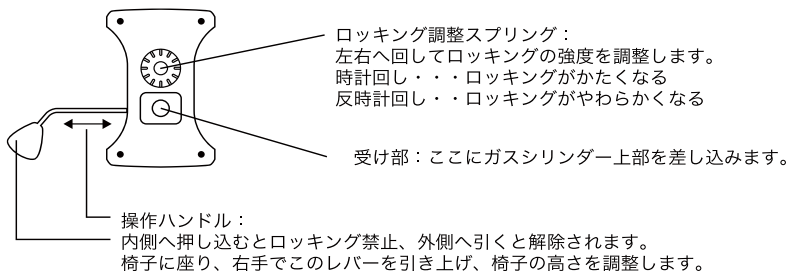 ロッキング調整スプリング：
左右へ回してロッキングの強度を調整します。
時計回し・・・ロッキングがかたくなる
反時計回し・・ロッキングがやわらかくなる
受け部：ここにガスシリンダー上部を差し込みます。
操作ハンドル：
内側へ押し込むとロッキング禁止、外側へ引くと解除されます。
椅子に座り、右手でこのレバーを引き上げ、椅子の高さを調整します。